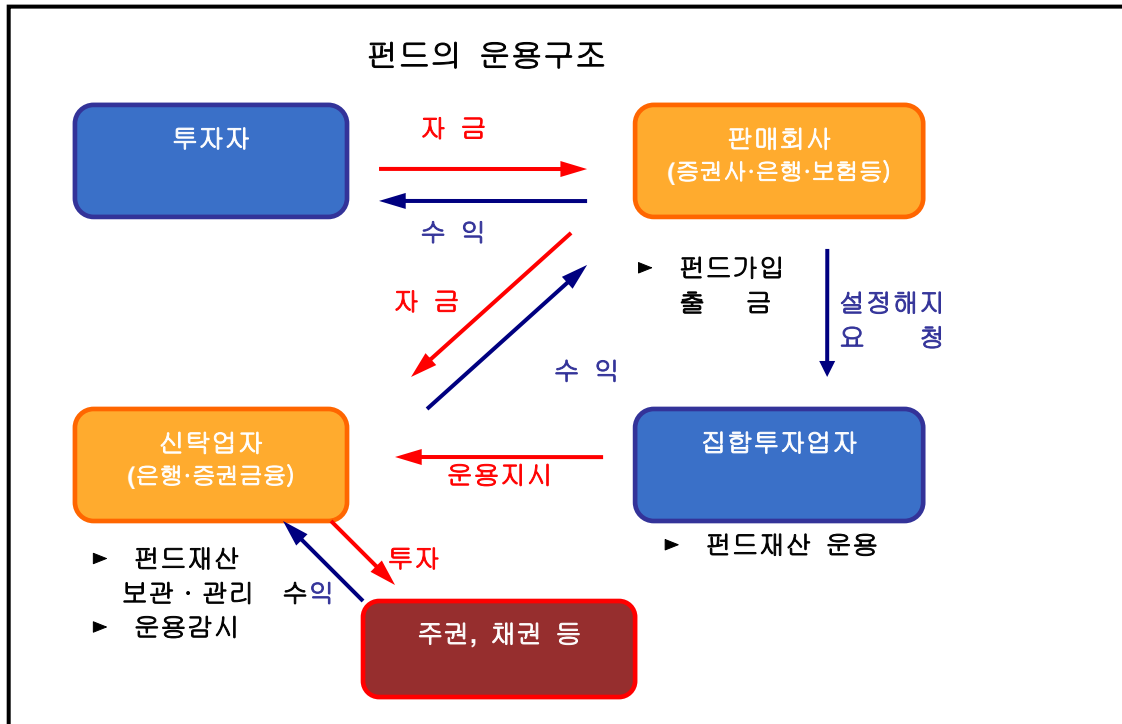 펀드의 운용구조
투자자
자 금
판매회사
(증권사·은행·보험등)
수 익
► 펀드가입
출 금
설정해지
요 청
자 금
수 익
신탁업자
(은행·증권금융)
운용지시
집합투자업자
► 펀드재산 운용
► 펀드재산
보관 · 관리
► 운용감시
투자
수익
주권, 채권 등